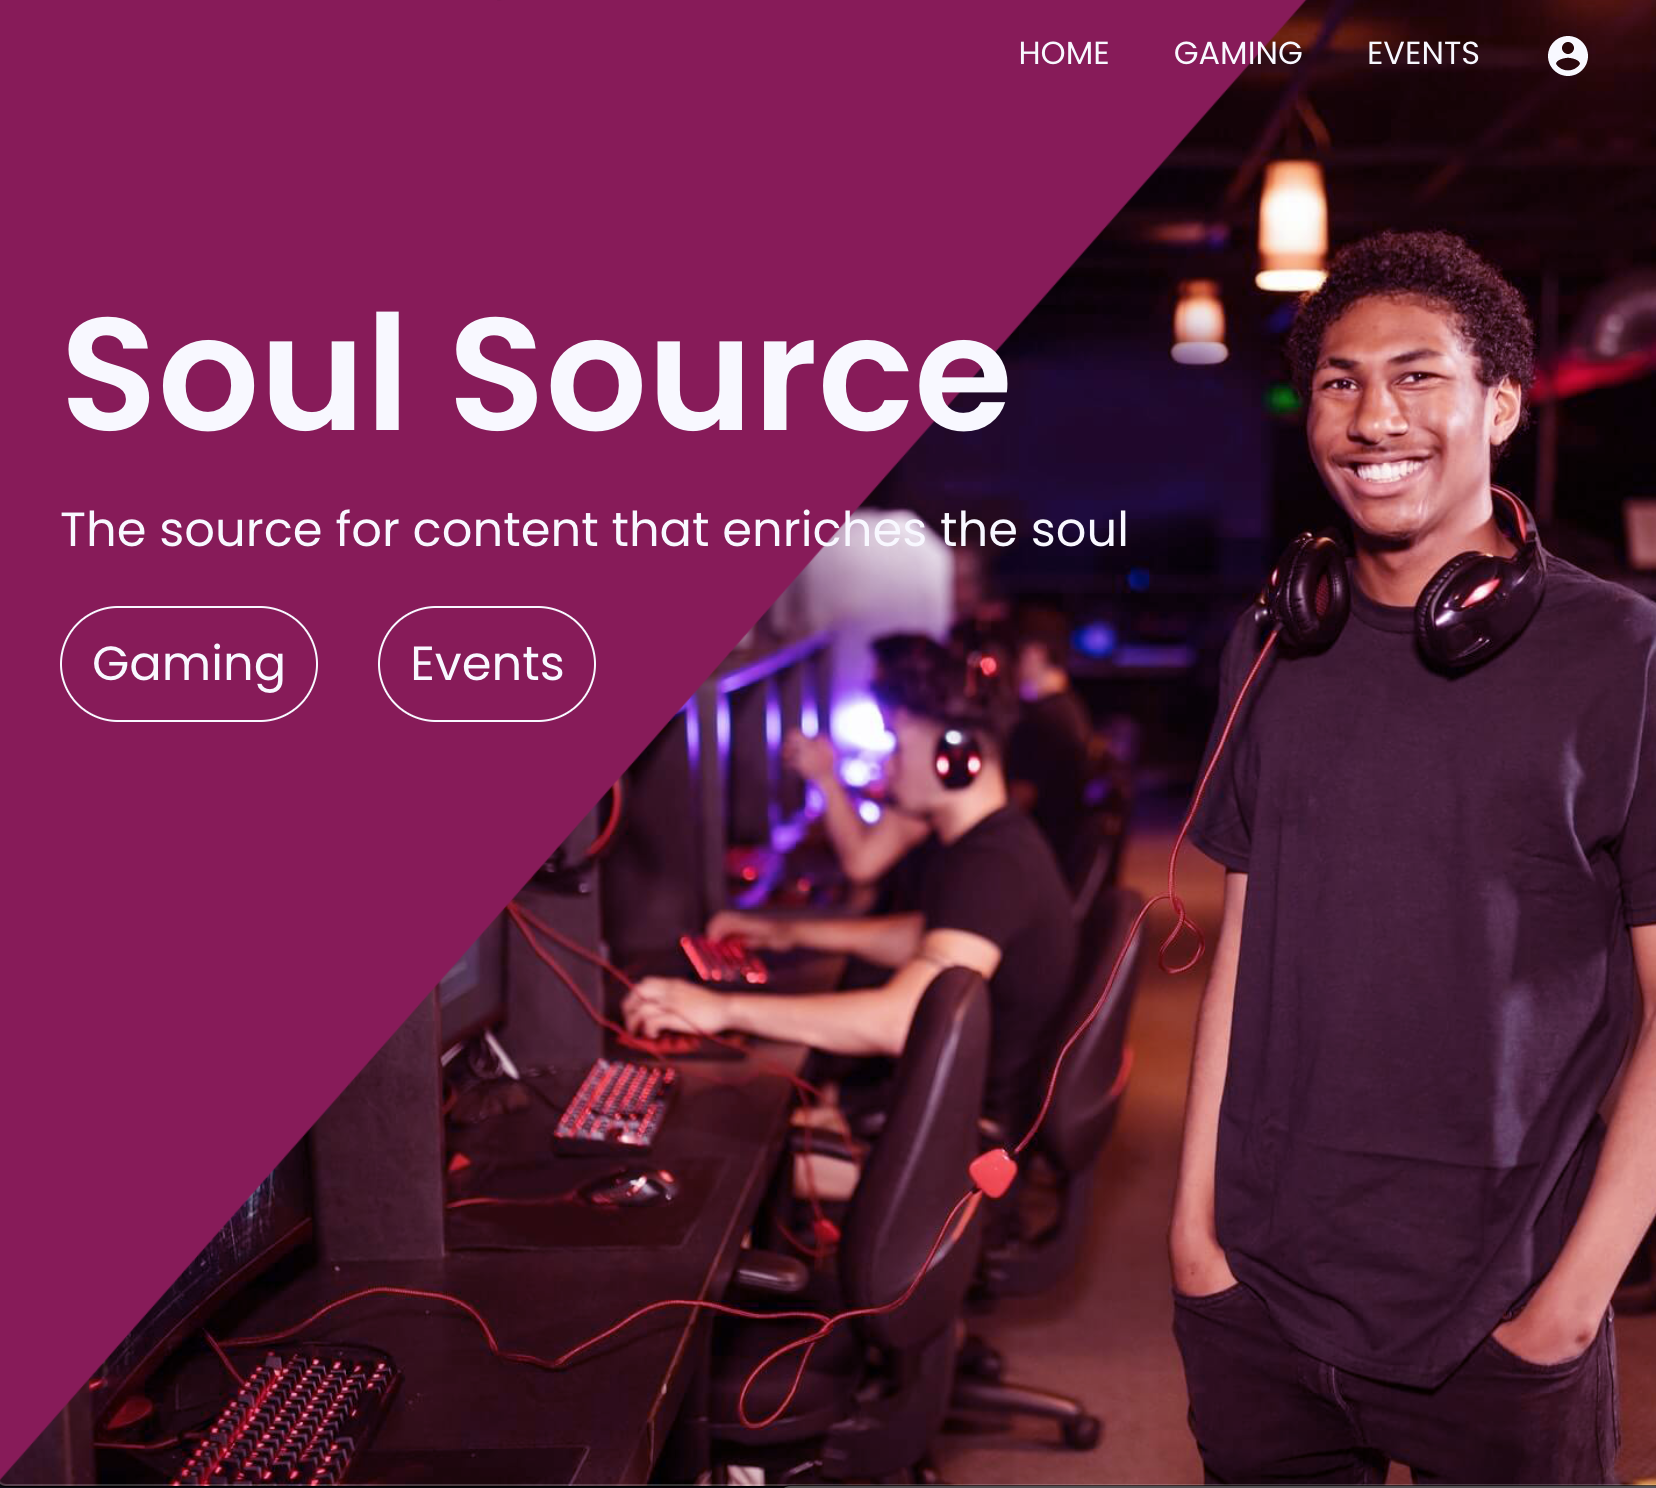 HOME GAMING EVENTS
Soul Source
The source for content that enriches the soul
Gaming Events